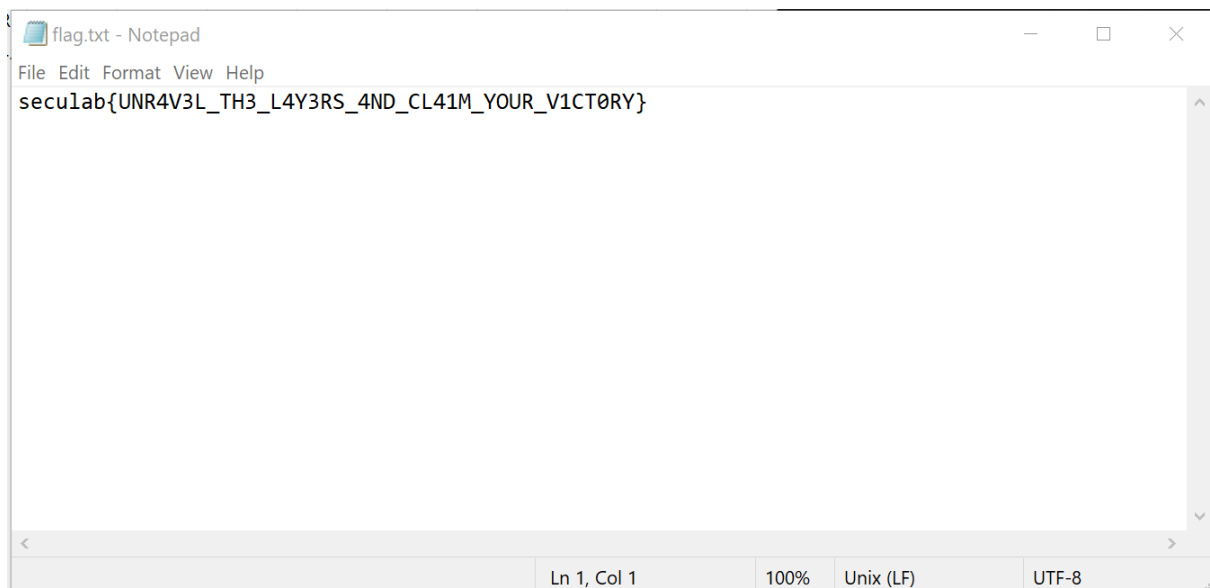 flag.txt - Notepad
File Edit Format View Help
seculab{UNR4V3L_TH3_L4Y3RS_4ND_CL41M_YOUR_V1CT0RY}
Ln 1, Col 1 100% Unix (LF) UTF-8